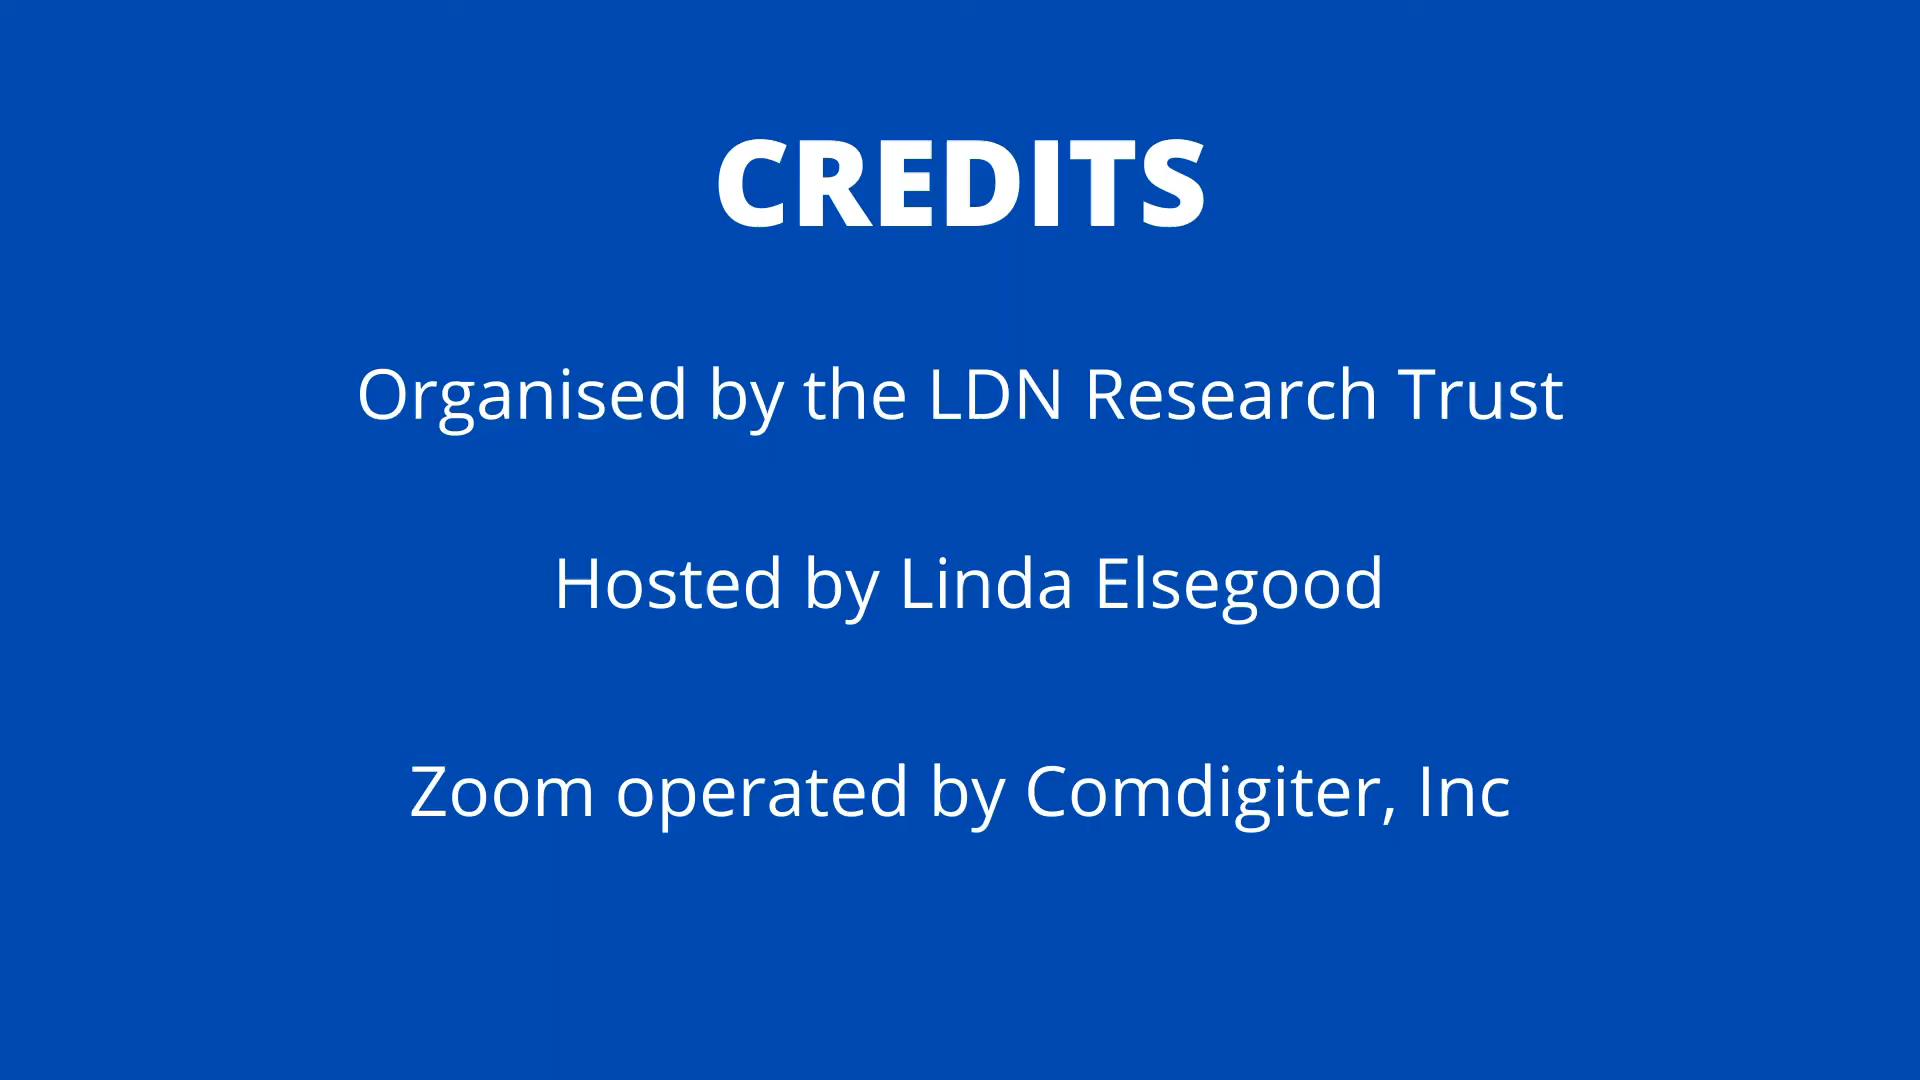 CREDITS
Organised by the LDN Research Trust
Hosted by Linda Elsegood
Zoom operated by Comdigiter, Inc